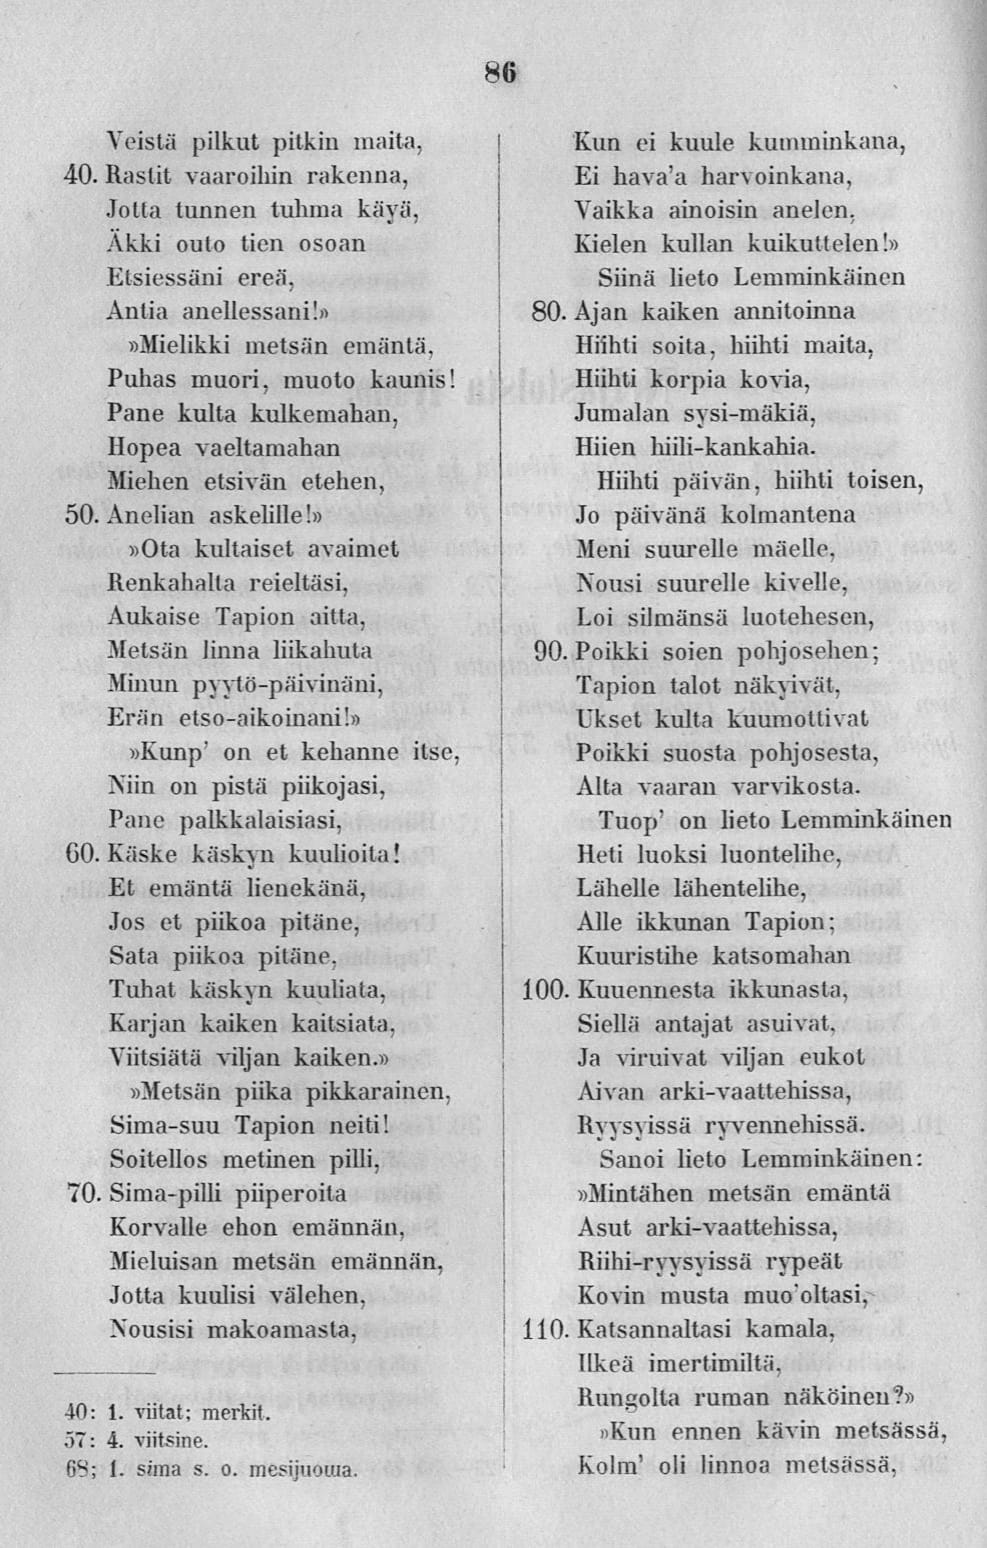 86
Veistä pilkut pitkin maita,
40. Rastit vaaroihin rakenna,
Jotta tunnen tuhma käyä,
Äkki outo tien osoan
Etsiessäni ereä,
Antia anellessani!»
»Mielikki metsän emäntä,
Puhas muori, muoto kaunis!
Pane kulta kulkemahan,
Hopea vaeltamahan
Miehen etsivän etehen,
50. Anelian askelille!»
»Ota kultaiset avaimet
Renkahalta reieltäsi,
Aukaise Tapion aitta,
Metsän linna liikahuta
Minun pyytö-päivinäni,
Erän etso-aikoinani!»
»Kunp' on et kehanne itse,
Niin on pistä piikojasi,
Pane palkkalaisiasi,
60. Käske käskyn kuulioita!
Et emäntä lienekänä,
Jos et piikoa pitäne,
Sata piikoa pitäne,
Tuhat käskyn kuuliata,
Karjan kaiken kaitsiata,
Viitsiätä viljan kaiken.»
»Metsän piika pikkarainen,
Sima-suu Tapion neiti!
Soitellos metinen pilli,
70. Sima-pilli piiperoita
Korvalle ehon emännän,
Mieluisan metsän emännän,
Jotta kuulisi välehen,
Nousisi makoamasta,
40: 1. viitat; merkit.
57: 4. viitsine.
68; 1. sima s. o. mesijuoma.
Kun ei kuule kumminkana,
Ei hava'a harvoinkana,
Vaikka ainoisin anelen,
Kielen kullan kuikuttelen!»
Siinä lieto Lemminkäinen
80. Ajan kaiken annitoinna
Hiihti soita, hiihti maita,
Hiihti korpia kovia,
Jumalan sysi-mäkiä,
Hiien hiili-kankahia.
Hiihti päivän, hiihti toisen,
Jo päivänä kolmantena
Meni suurelle mäelle,
Nousi suurelle kivelle,
Loi silmänsä luotehesen,
90. Poikki soien pohjosehen;
Tapion talot näkyivät,
Ukset kulta kuumottivat
Poikki suosta pohjosesta,
Alta vaaran varvikosta.
Tuop' on lieto Lemminkäinen
Heti luoksi luontelihe,
Lähelle lähentelihe,
Alle ikkunan Tapion;
Kuuristihe katsomahan
100. Kuuennesta ikkunasta,
Siellä antajat asuivat,
Ja viruivat viljan eukot
Aivan arki-vaattehissa,
Ryysyissä ryvennehissä.
Sanoi lieto Lemminkäinen:
»Mintähen metsän emäntä
Asut arki-vaattehissa,
Riihi-ryysyissä rypeät
Kovin musta muo'oltasi,
110. Katsannaltasi kamala,
Ilkeä imertimiltä,
Rungolta ruman näköinen?»
»Kun ennen kävin metsässä,
Kolm' oli linnoa metsässä,